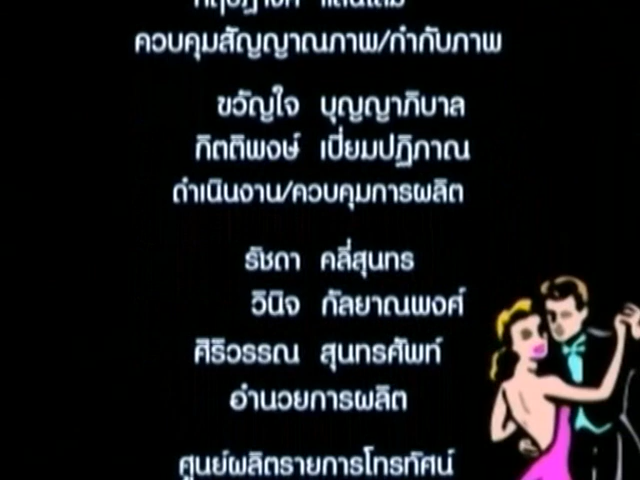 ควบคุมสัญญาณภาพ/กำกับภาพ
ขวัญใจ บุญญาภิบาล
กิตติพงษ์ เปี่ยมปฏิภาณ
ดำเนินงาน/ควบคุมการผลิต
รัชดา คลี่สุนทร
วินิจ กัลยาณพงศ์
ศิริวรรณ สุนทรศัพท์
อำนวยการผลิต
ศูนย์ผลิตรายการโทรทัศน์